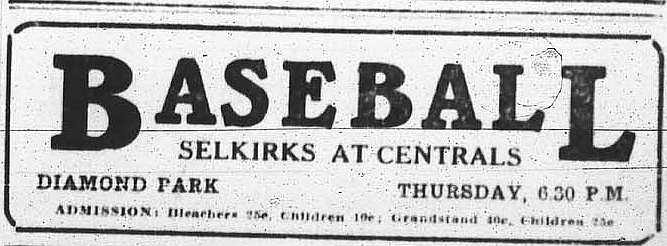 BASEBALL
SELKIRKS AT CENTRALS
DIAMOND PARK THURSDAY, 6.30 P.M.
ADMISSION: Bleachers 25c, Children 10c; Grandstand 40c, Children 25c